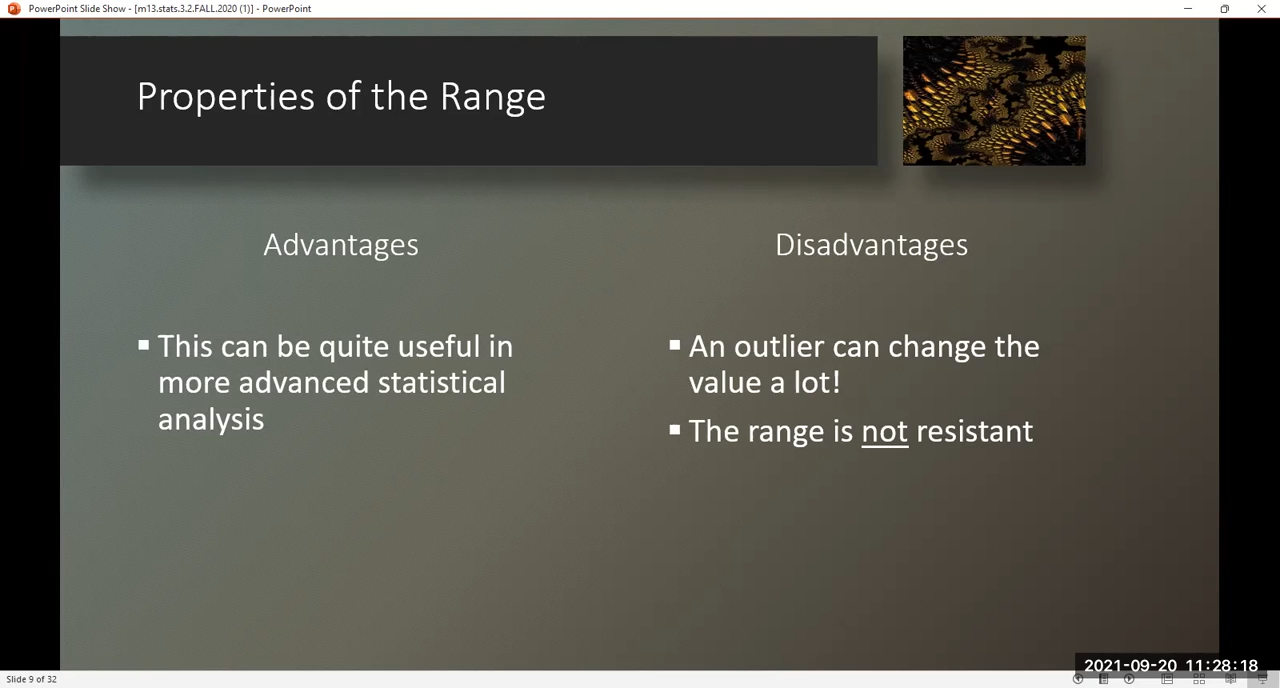 PowerPoint Slide Show - [m13.stats.3.2.FALL.2020 (1)] - PowerPoint
Properties of the Range
Advantages
▪ This can be quite useful in
more advanced statistical
analysis
Disadvantages
▪ An outlier can change the
value a lot!
▪ The range is not resistant
2021-09-20 11:28:18
Slide 9 of 32